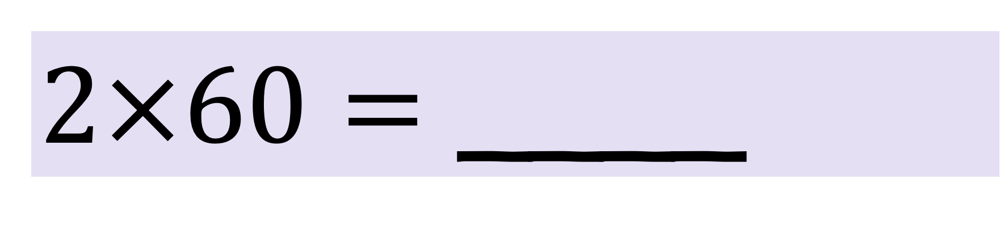 2×60 = ____